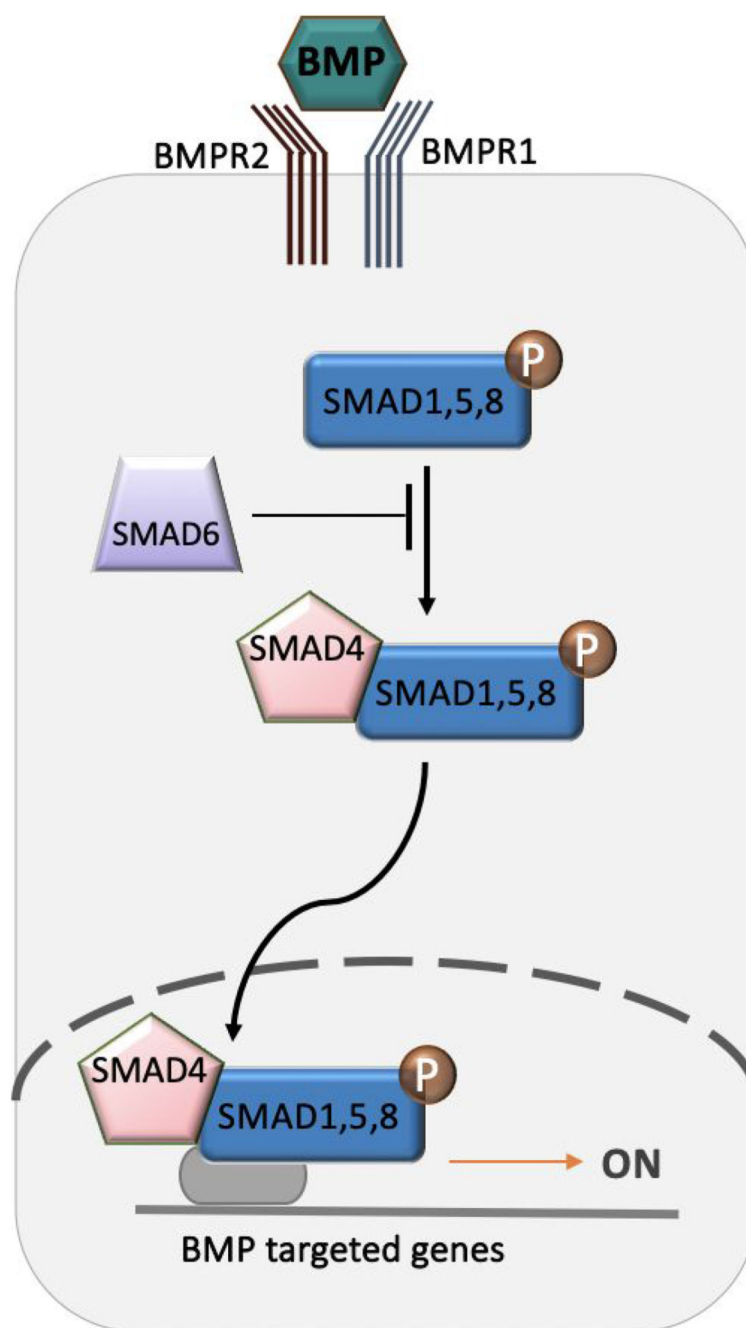 BMP
BMPR2
BMPR1
P
SMAD1,5,8
SMAD6
SMAD4
P
SMAD1,5,8
SMAD4
P
SMAD1,5,8
ON
BMP targeted genes